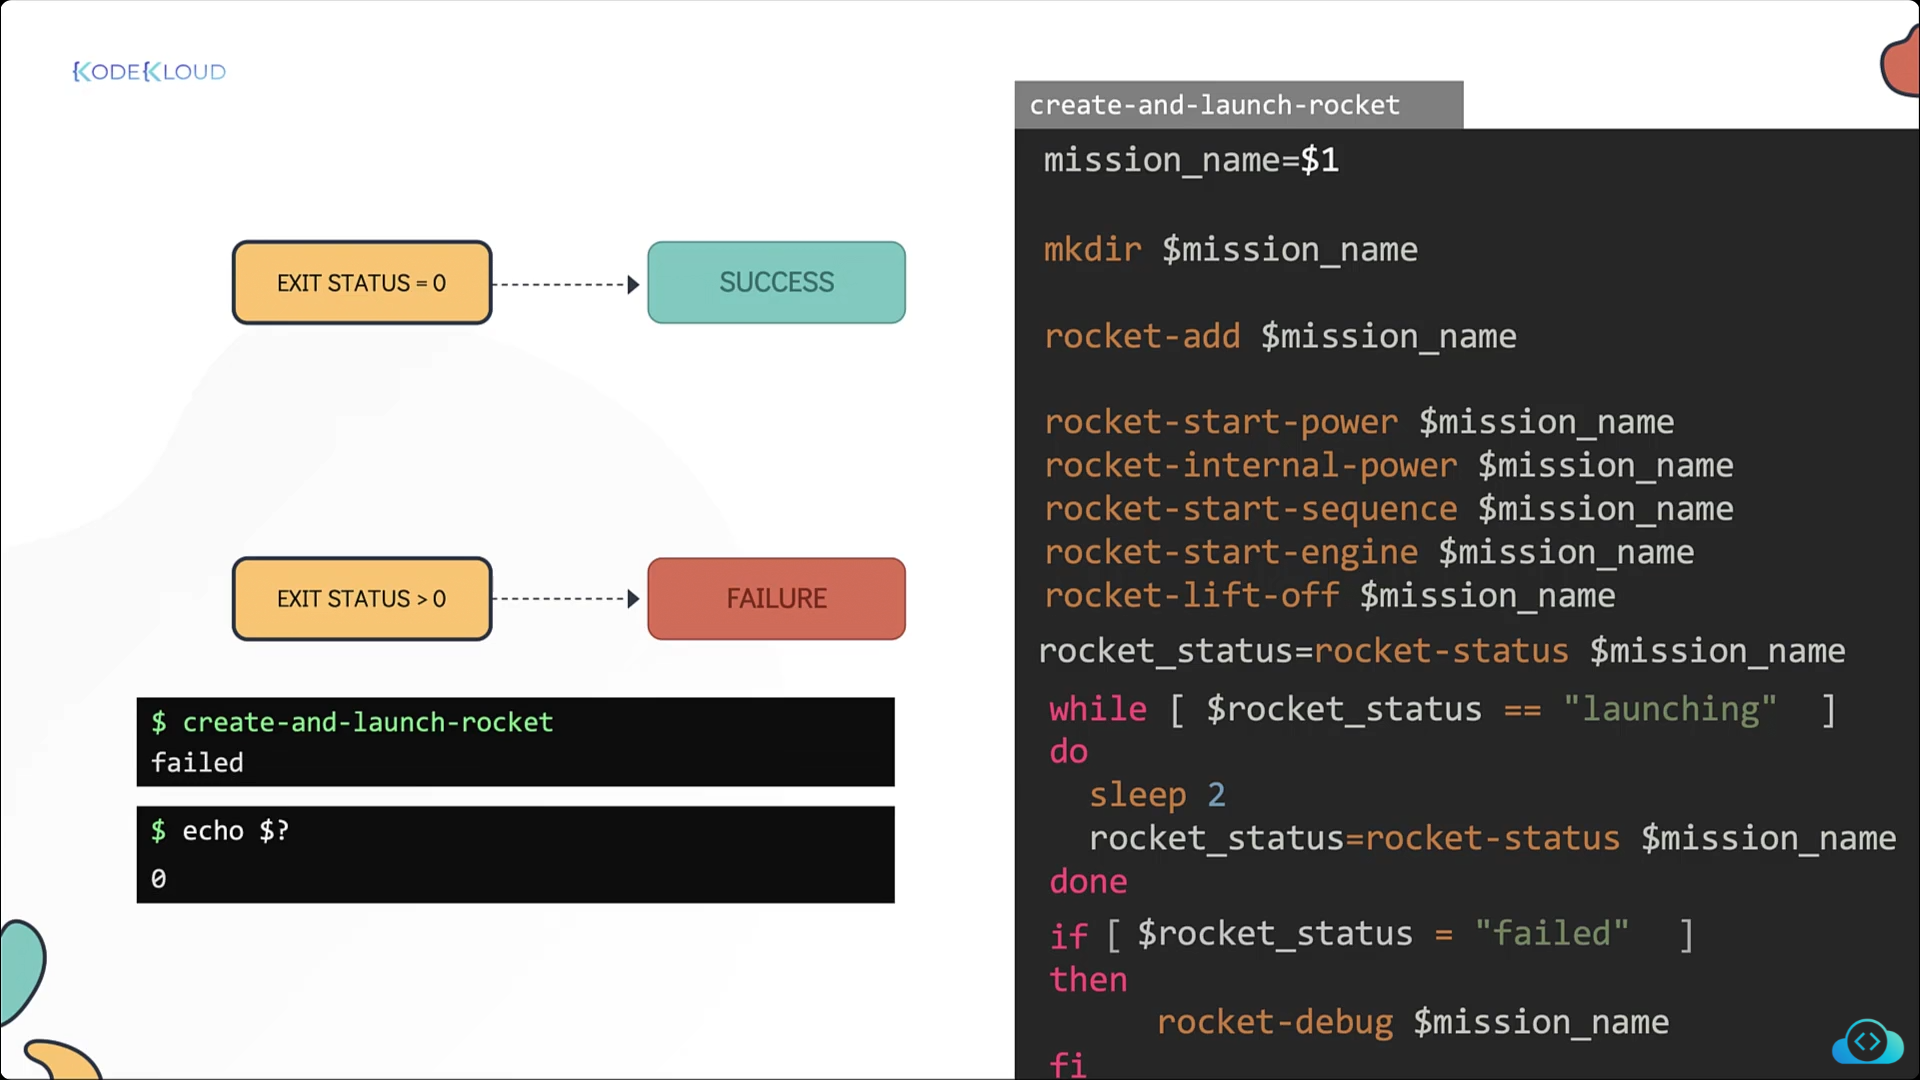 {KODE{KLOUD
EXIT STATUS = 0
SUCCESS
EXIT STATUS > 0
FAILURE
$ create-and-launch-rocket
failed
$ echo $?
0
create-and-launch-rocket
mission_name=$1
mkdir $mission_name
rocket-add $mission_name
rocket-start-power $mission_name
rocket-internal-power $mission_name
rocket-start-sequence $mission_name
rocket-start-engine $mission_name
rocket-lift-off $mission_name
rocket_status=rocket-status $mission_name
while [ $rocket_status == "launching" ]
do
sleep 2
rocket_status=rocket-status $mission_name
done
if [ $rocket_status = "failed" ]
then
rocket-debug $mission_name
fi